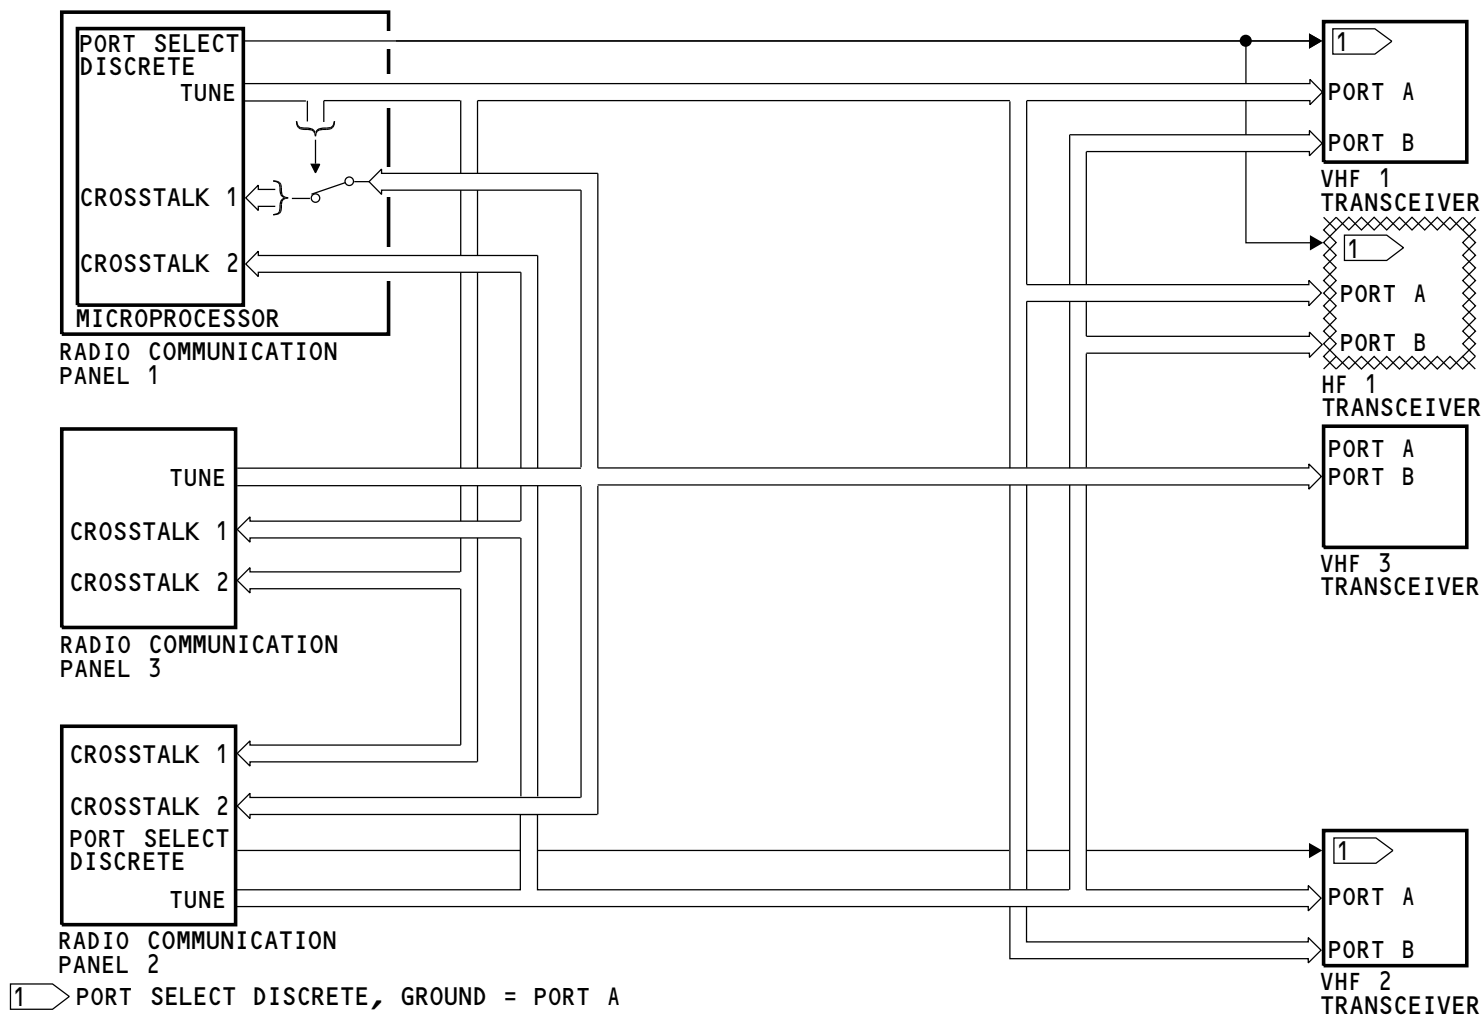 PORT SELECT
DISCRETE
TUNE
CROSSTALK 1
CROSSTALK 2
MICROPROCESSOR
RADIO COMMUNICATION
PANEL 1
TUNE
CROSSTALK 1
CROSSTALK 2
RADIO COMMUNICATION
PANEL 3
CROSSTALK 1
CROSSTALK 2
PORT SELECT
DISCRETE
TUNE
RADIO COMMUNICATION
PANEL 2
1
PORT A
PORT B
VHF 1
TRANSCEIVER
1
PORT A
PORT B
HF 1
TRANSCEIVER
PORT A
PORT B
VHF 3
TRANSCEIVER
1
PORT A
PORT B
VHF 2
TRANSCEIVER
1 PORT SELECT DISCRETE, GROUND = PORT A